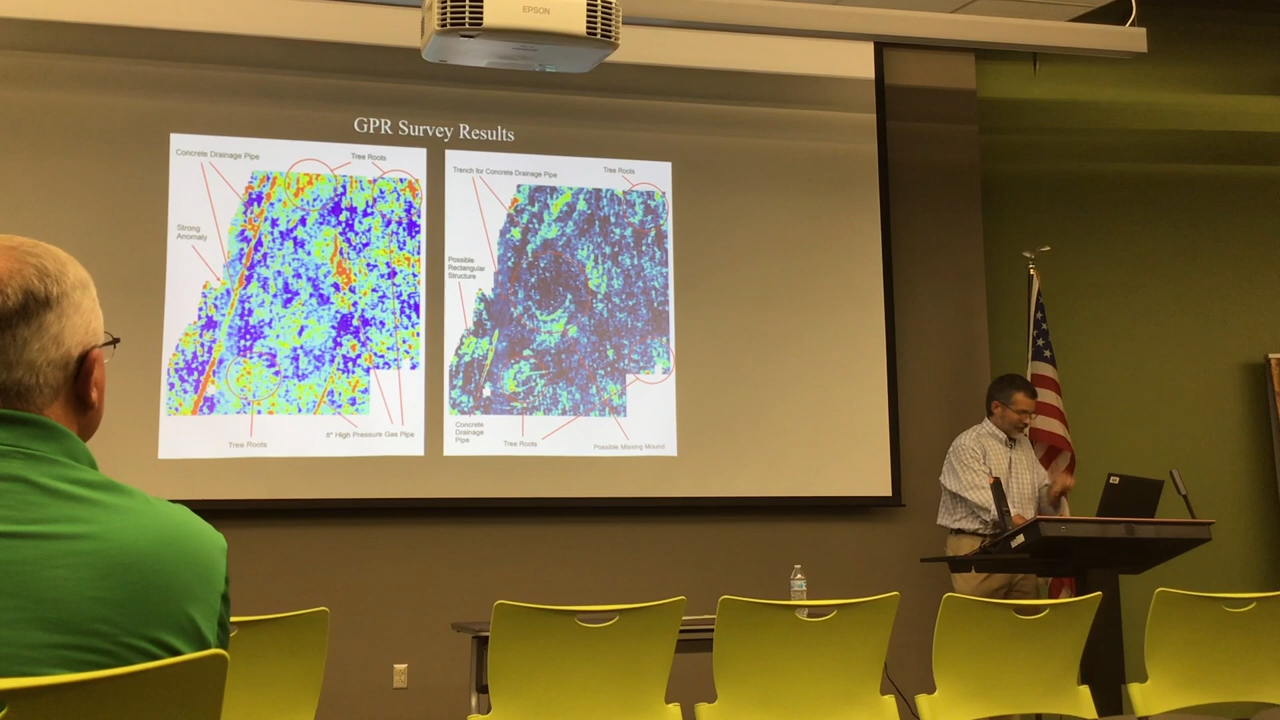 EPSON
GPR Survey Results
Concrete Drainage Pipe
Tree Roots
Strong
Anomaly
Tree Roots
8" High Pressure Gas Pipe
Trench for Concrete Drainage Pipe
Tree Roots
Possible
Rectangular
Structure
Concrete
Drainage
Pipe
Tree Roots
Possible Missing Mound